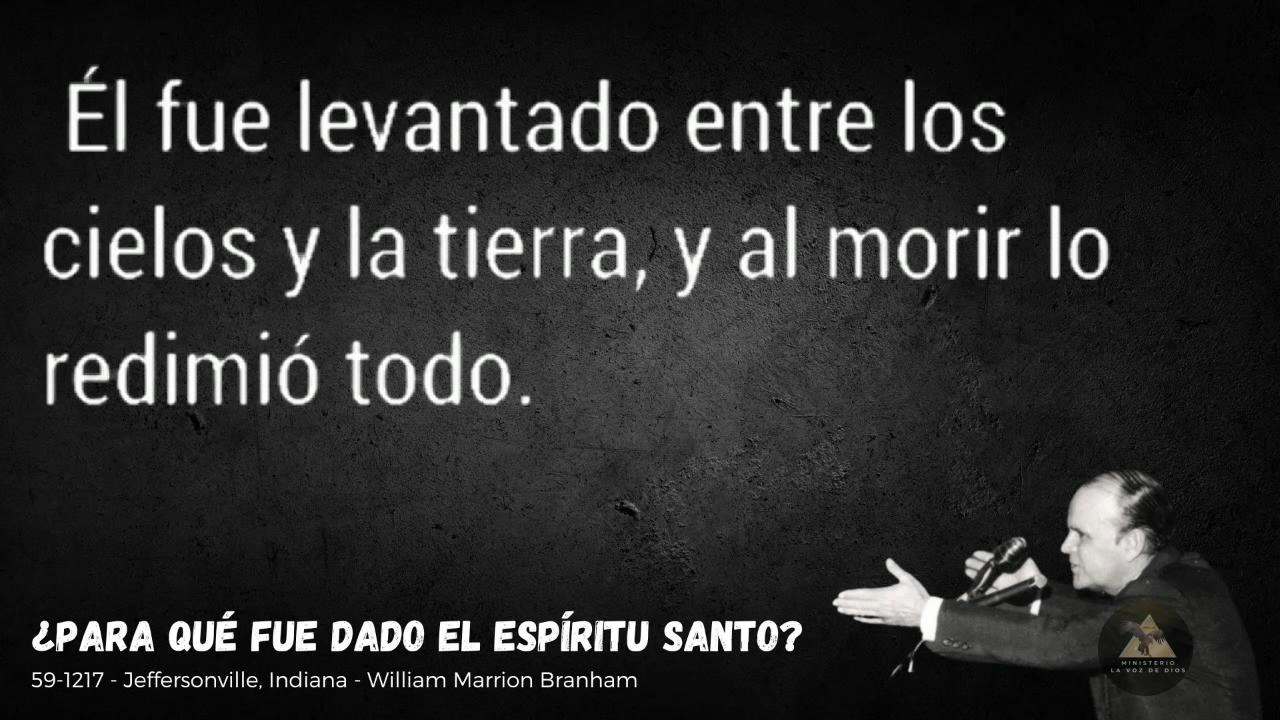 Él fue levantado entre los
cielos y la tierra, y al morir lo
redimió todo.
¿PARA QUÉ FUE DADO EL ESPÍRITU SANTO?
59-1217 - Jeffersonville, Indiana - William Marrion Branham
MINISTERIO
LA VOZ DE DIOS